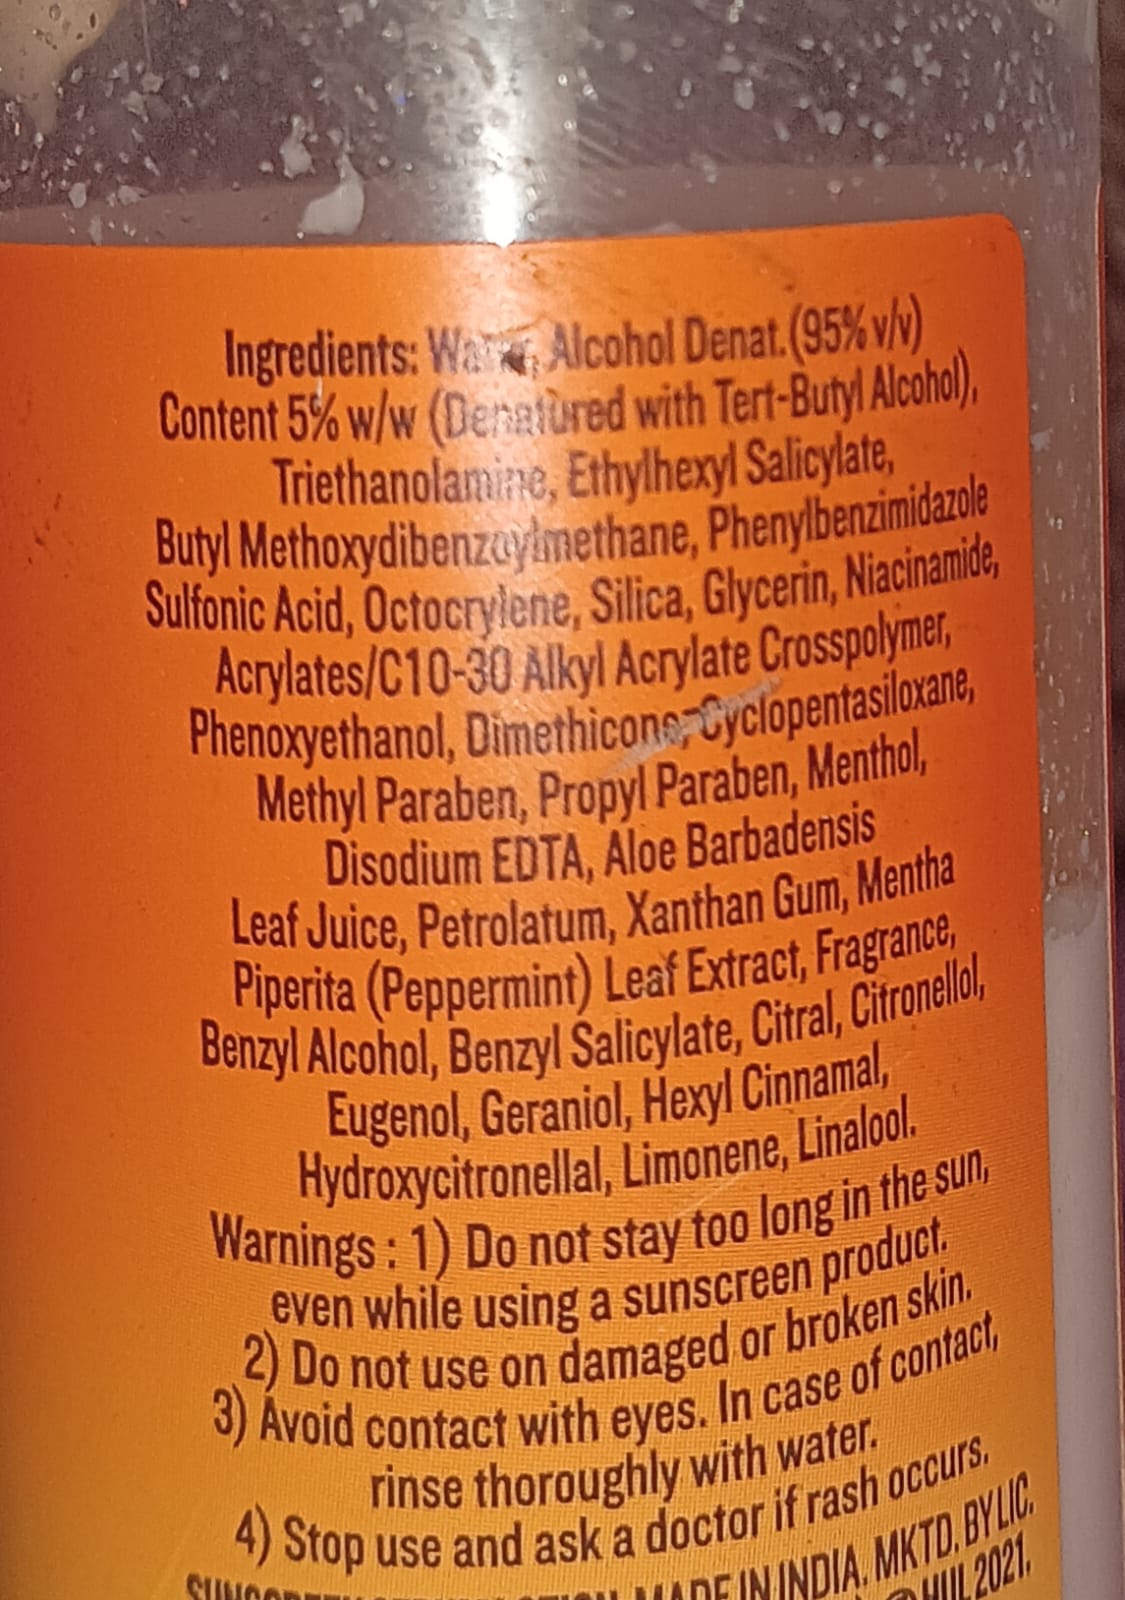 Ingredients: Water, Alcohol Denat.(95% v/v)
Content 5% w/w (Denatured with Tert-Butyl Alcohol),
Triethanolamine, Ethylhexyl Salicylate,
Butyl Methoxydibenzoylmethane, Phenylbenzimidazole
Sulfonic Acid, Octocrylene, Silica, Glycerin, Niacinamide,
Acrylates/C10-30 Alkyl Acrylate Crosspolymer,
Phenoxyethanol, Dimethicone, Cyclopentasiloxane,
Methyl Paraben, Propyl Paraben, Menthol,
Disodium EDTA, Aloe Barbadensis
Leaf Juice, Petrolatum, Xanthan Gum, Mentha
Piperita (Peppermint) Leaf Extract, Fragrance,
Benzyl Alcohol, Benzyl Salicylate, Citral, Citronellol,
Eugenol, Geraniol, Hexyl Cinnamal,
Hydroxycitronellal, Limonene, Linalool.
Warnings : 1) Do not stay too long in the sun,
even while using a sunscreen product.
2) Do not use on damaged or broken skin.
3) Avoid contact with eyes. In case of contact,
rinse thoroughly with water.
4) Stop use and ask a doctor if rash occurs.
MADE IN INDIA. MKTD. BY LIC.
HUL 2021.